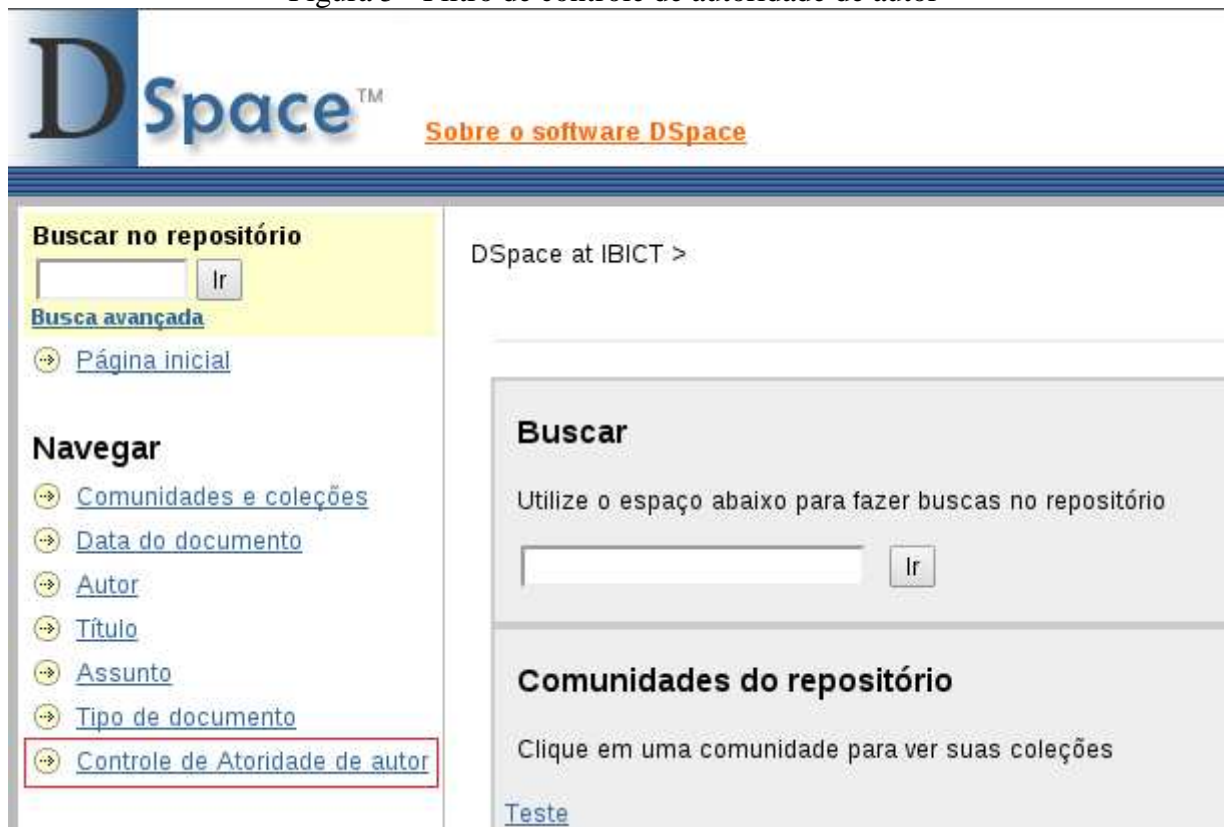 DSpace™
Sobre o software DSpace
Buscar no repositório
Ir
Busca avançada
Página inicial
Navegar
Comunidades e coleções
Data do documento
Autor
Título
Assunto
Tipo de documento
Controle de Atoridade de autor
DSpace at IBICT >
Buscar
Utilize o espaço abaixo para fazer buscas no repositório
Ir
Comunidades do repositório
Clique em uma comunidade para ver suas coleções
Teste